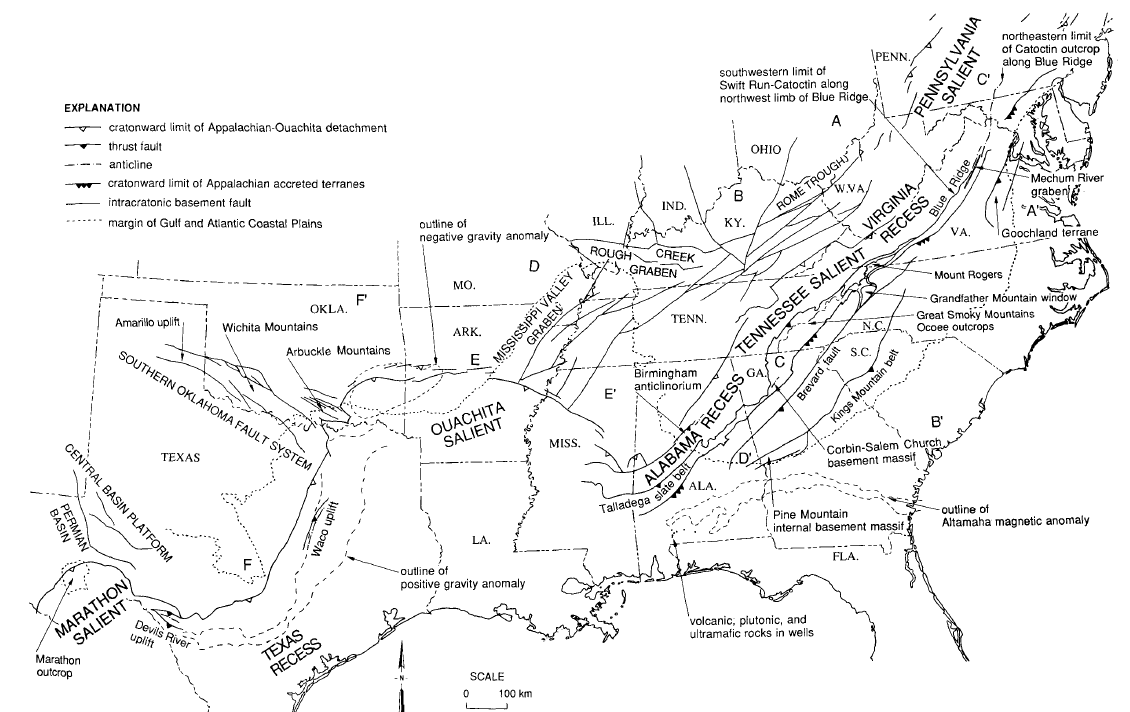 EXPLANATION
cratonward limit of Appalachian-Ouachita detachment
thrust fault
anticline
cratonward limit of Appalachian accreted terranes
intracratonic basement fault
margin of Gulf and Atlantic Coastal Plains
PENN.
PENNSYLVANIA
SALIENT
C'
northeastern limit
of Catoctin outcrop
along Blue Ridge
southwestern limit of
Swift Run-Catoctin along
northwest limb of Blue Ridge
A
OHIO
ROME TROUGH
W.VA.
B
IND.
KY.
ILL.
VIRGINIA
RECESS
Blue Ridge
Mechum River
graben
"A"
Goochland terrane
VA.
outline of
negative gravity anomaly
ROUGH CREEK
GRABEN
D
MO.
MISSISSIPPI VALLEY
GRABEN
Mount Rogers
Grandfather Mountain window
Great Smoky Mountains
Ocoee outcrops
TENNESSEE SALIENT
TENN.
N.C.
S.C.
F'
OKLA.
Amarillo uplift
Wichita Mountains
Arbuckle Mountains
ARK.
E
SOUTHERN OKLAHOMA FAULT SYSTEM
OUACHITA
SALIENT
E'
Birmingham
anticlinorium
GA.
C
Brevard fault
Kings Mountain belt
MISS.
ALABAMA RECESS
B'
Corbin-Salem Church
basement massif
D'
TEXAS
CENTRAL BASIN PLATFORM
PERMIAN
BASIN
Talladega slate belt
ALA.
Pine Mountain
internal basement massif
outline of
Altamaha magnetic anomaly
Waco uplift
LA.
FLA.
F
outline of
positive gravity anomaly
MARATHON
SALIENT
Devils River
uplift
TEXAS
RECESS
Marathon
outcrop
volcanic, plutonic, and
ultramafic rocks in wells
N
SCALE
0 100 km